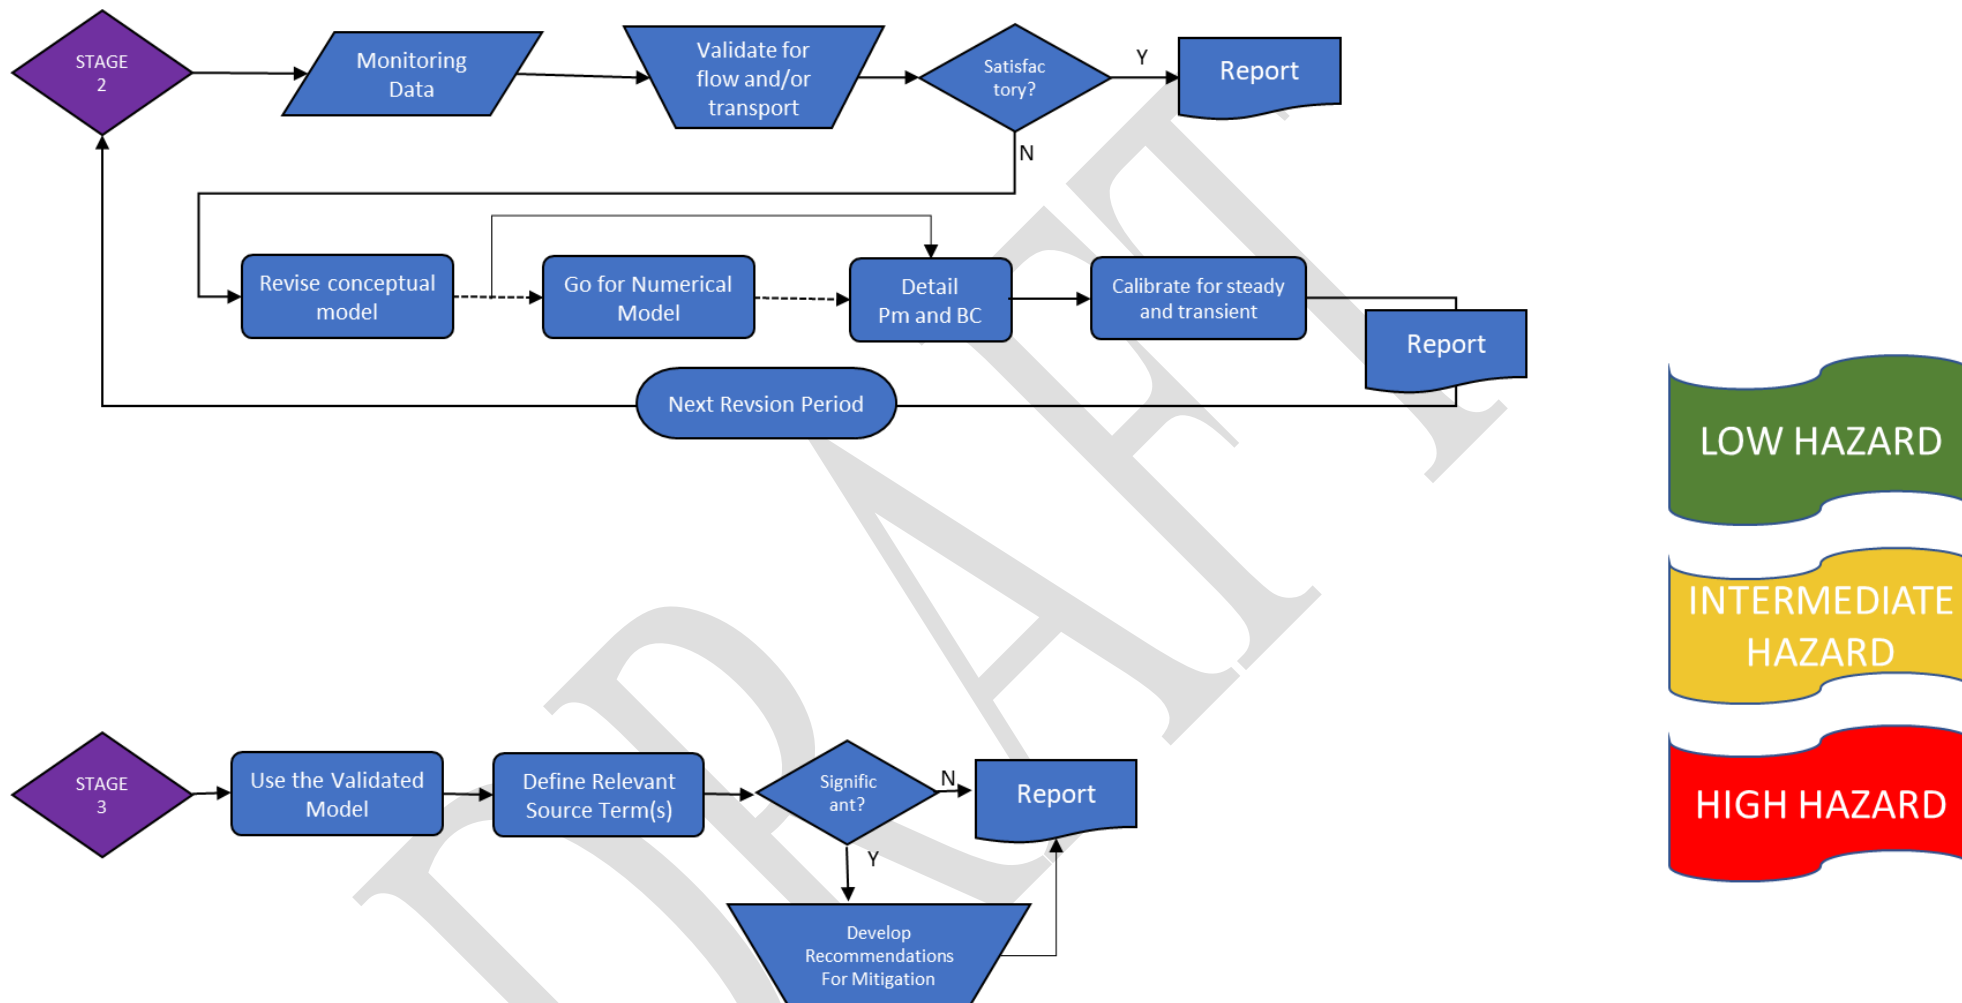 STAGE
2
Monitoring
Data
Validate for
flow and/or
transport
Satisfac
tory?
Y
Report
N
Revise conceptual
model
Go for Numerical
Model
Detail
Pm and BC
Calibrate for steady
and transient
Report
Next Revsion Period
LOW HAZARD
INTERMEDIATE
HAZARD
HIGH HAZARD
STAGE
3
Use the Validated
Model
Define Relevant
Source Term(s)
Signific
ant?
N
Report
Y
Develop
Recommendations
For Mitigation
DRAFT